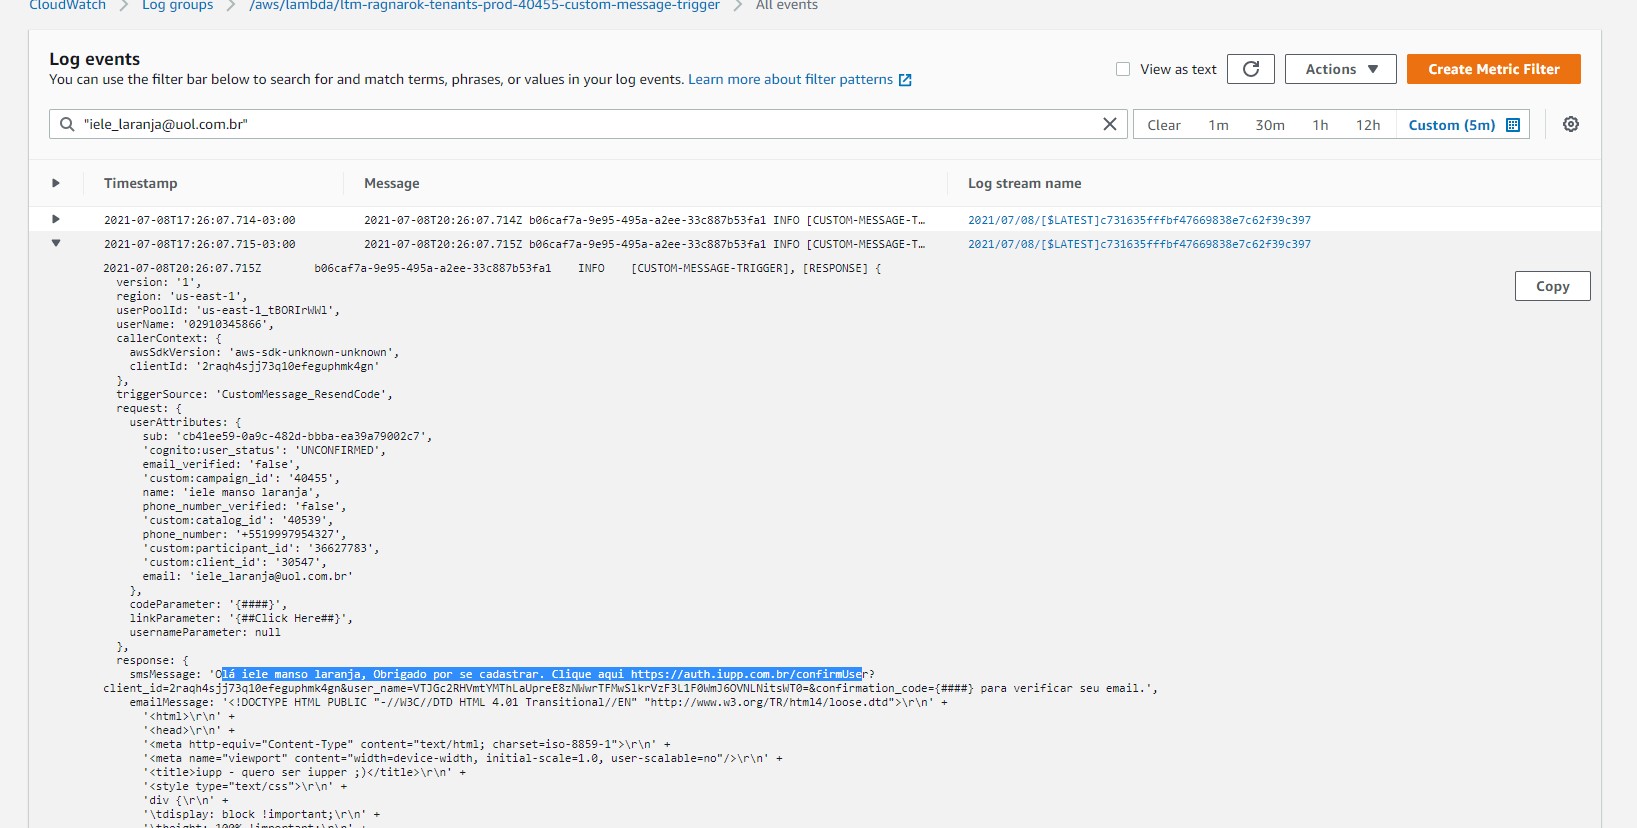 CloudWatch > Log groups > /aws/lambda/ltm-ragnarok-tenants-prod-40455-custom-message-trigger > All events
Log events
You can use the filter bar below to search for and match terms, phrases, or values in your log events. Learn more about filter patterns
View as text
Actions
Create Metric Filter
"iele_laranja@uol.com.br"
Clear 1m 30m 1h 12h Custom (5m)
Timestamp Message Log stream name
2021-07-08T17:26:07.714-03:00 2021-07-08T20:26:07.714Z b06caf7a-9e95-495a-a2ee-33c887b53fa1 INFO [CUSTOM-MESSAGE-T… 2021/07/08/[$LATEST]c731635fffbf47669838e7c62f39c397
2021-07-08T17:26:07.715-03:00 2021-07-08T20:26:07.715Z b06caf7a-9e95-495a-a2ee-33c887b53fa1 INFO [CUSTOM-MESSAGE-T… 2021/07/08/[$LATEST]c731635fffbf47669838e7c62f39c397
2021-07-08T20:26:07.715Z b06caf7a-9e95-495a-a2ee-33c887b53fa1 INFO [CUSTOM-MESSAGE-TRIGGER], [RESPONSE] {
Copy
version: '1',
region: 'us-east-1',
userPoolId: 'us-east-1_tBORIrWWl',
userName: '02910345866',
callerContext: {
awsSdkVersion: 'aws-sdk-unknown-unknown',
clientId: '2raqh4sjj73q10efeguphmk4gn'
},
triggerSource: 'CustomMessage_ResendCode',
request: {
userAttributes: {
sub: 'cb41ee59-0a9c-482d-bbba-ea39a79002c7',
'cognito:user_status': 'UNCONFIRMED',
email_verified: 'false',
'custom:campaign_id': '40455',
name: 'iele manso laranja',
phone_number_verified: 'false',
'custom:catalog_id': '40539',
phone_number: '+5519997954327',
'custom:participant_id': '36627783',
'custom:client_id': '30547',
email: 'iele_laranja@uol.com.br'
},
codeParameter: '{####}',
linkParameter: '{##Click Here##}',
usernameParameter: null
},
response: {
smsMessage: 'Olá iele manso laranja, Obrigado por se cadastrar. Clique aqui https://auth.iupp.com.br/confirmUser?
client_id=2raqh4sjj73q10efeguphmk4gn&user_name=VTJGc2RHVmtYMThLaUpreE8zNWwrTFMwSlkrVzF3L1F0WmJ6OVNLNitsWT0=&confirmation_code={####} para verificar seu email.',
emailMessage: '<!DOCTYPE HTML PUBLIC "-//W3C//DTD HTML 4.01 Transitional//EN" "http://www.w3.org/TR/html4/loose.dtd">\r\n' +
'<html>\r\n' +
'<head>\r\n' +
'<meta http-equiv="Content-Type" content="text/html; charset=iso-8859-1">\r\n' +
'<meta name="viewport" content="width=device-width, initial-scale=1.0, user-scalable=no"/>\r\n' +
'<title>iupp - quero ser iupper ;)</title>\r\n' +
'<style type="text/css">\r\n' +
'div {\r\n' +
'\tdisplay: block !important;\r\n' +
'\theight: 100% !important;\r\n' +